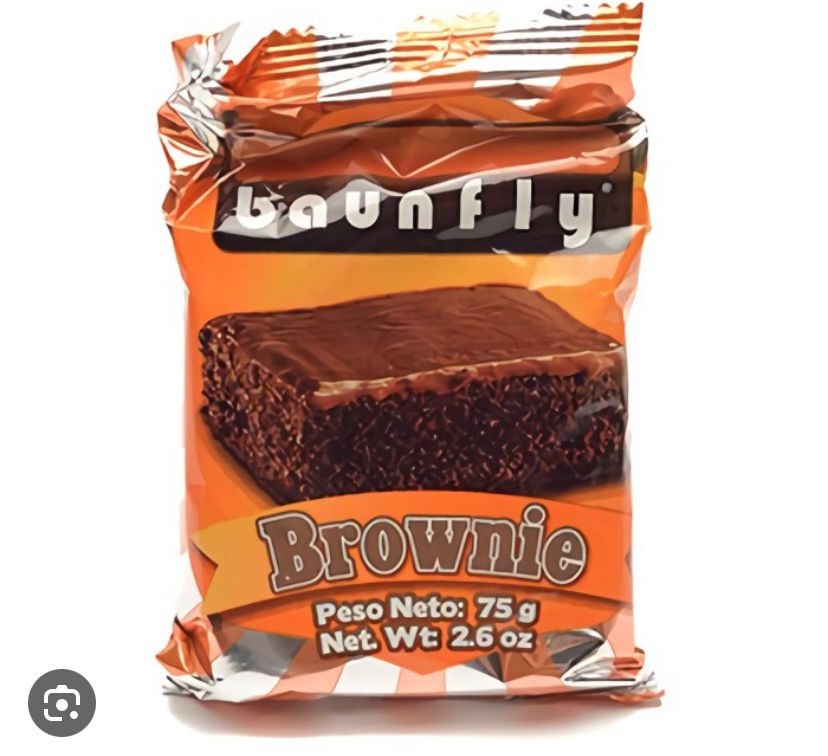 baunfly®
Brownie
Peso Neto: 75 g
Net. Wt: 2.6 oz